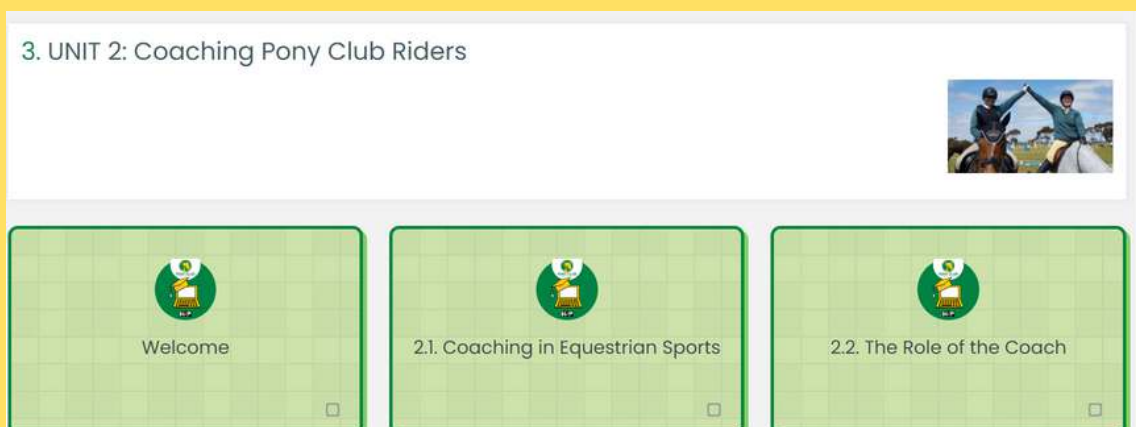 3. UNIT 2: Coaching Pony Club Riders
Welcome
2.1. Coaching in Equestrian Sports
2.2. The Role of the Coach